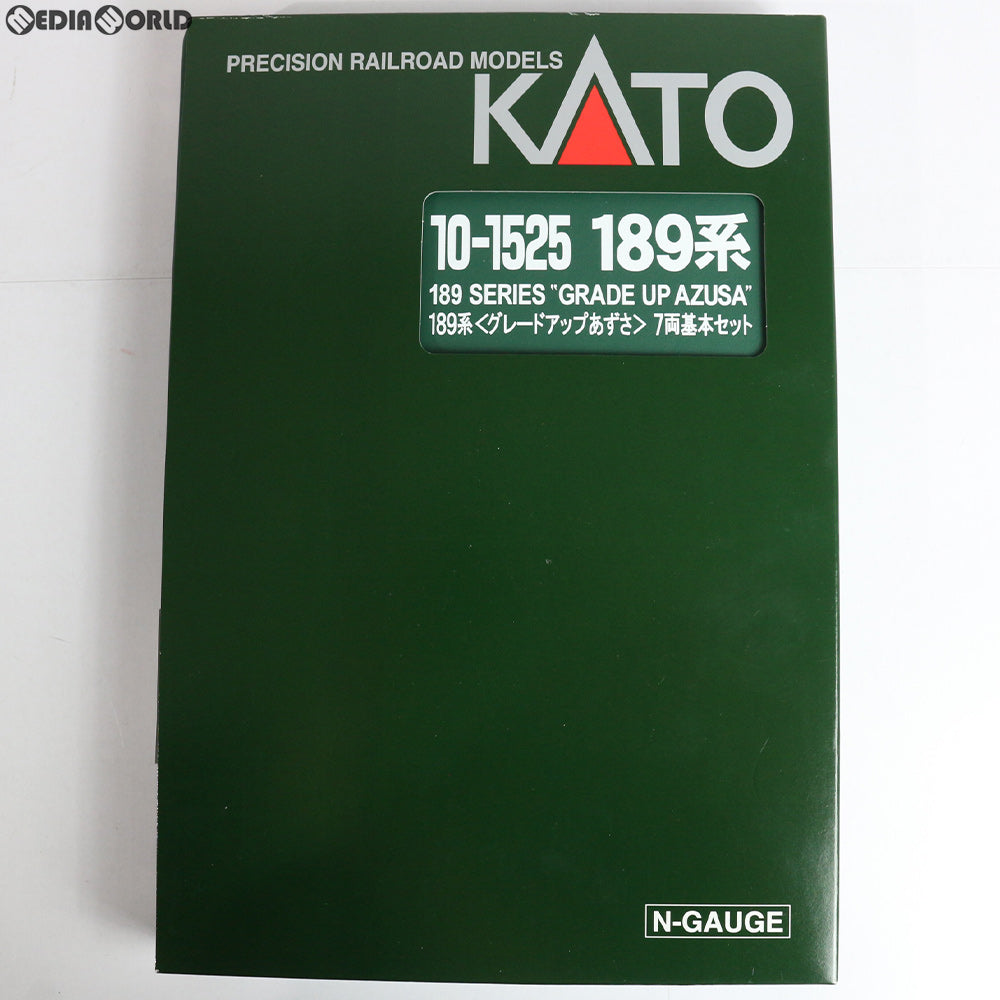 MEDIAWORLD
PRECISION RAILROAD MODELS
KATO
10-1525 189系
189 SERIES "GRADE UP AZUSA"
189系<グレードアップあずさ> 7両基本セット
N-GAUGE